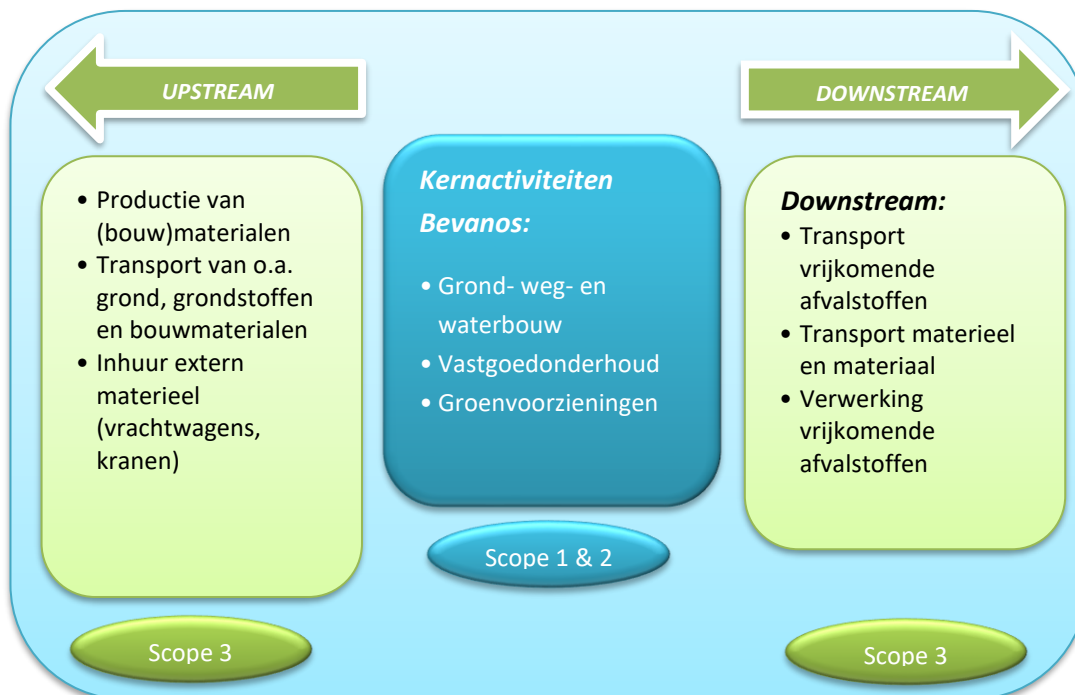 UPSTREAM
DOWNSTREAM
• Productie van
(bouw)materialen
• Transport van o.a.
grond, grondstoffen
en bouwmaterialen
• Inhuur extern
materieel
(vrachtwagens,
kranen)
Scope 3
Kernactiviteiten
Bevanos:
• Grond- weg- en
waterbouw
• Vastgoedonderhoud
• Groenvoorzieningen
Scope 1 & 2
Downstream:
• Transport
vrijkomende
afvalstoffen
• Transport materieel
en materiaal
• Verwerking
vrijkomende
afvalstoffen
Scope 3